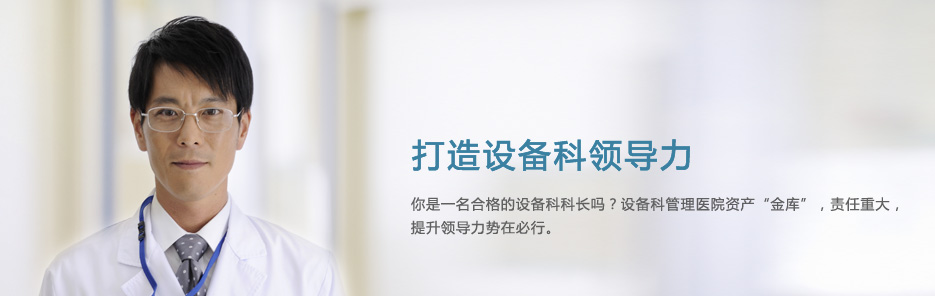 打造设备科领导力
你是一名合格的设备科科长吗？设备科管理医院资产“金库”，责任重大，
提升领导力势在必行。